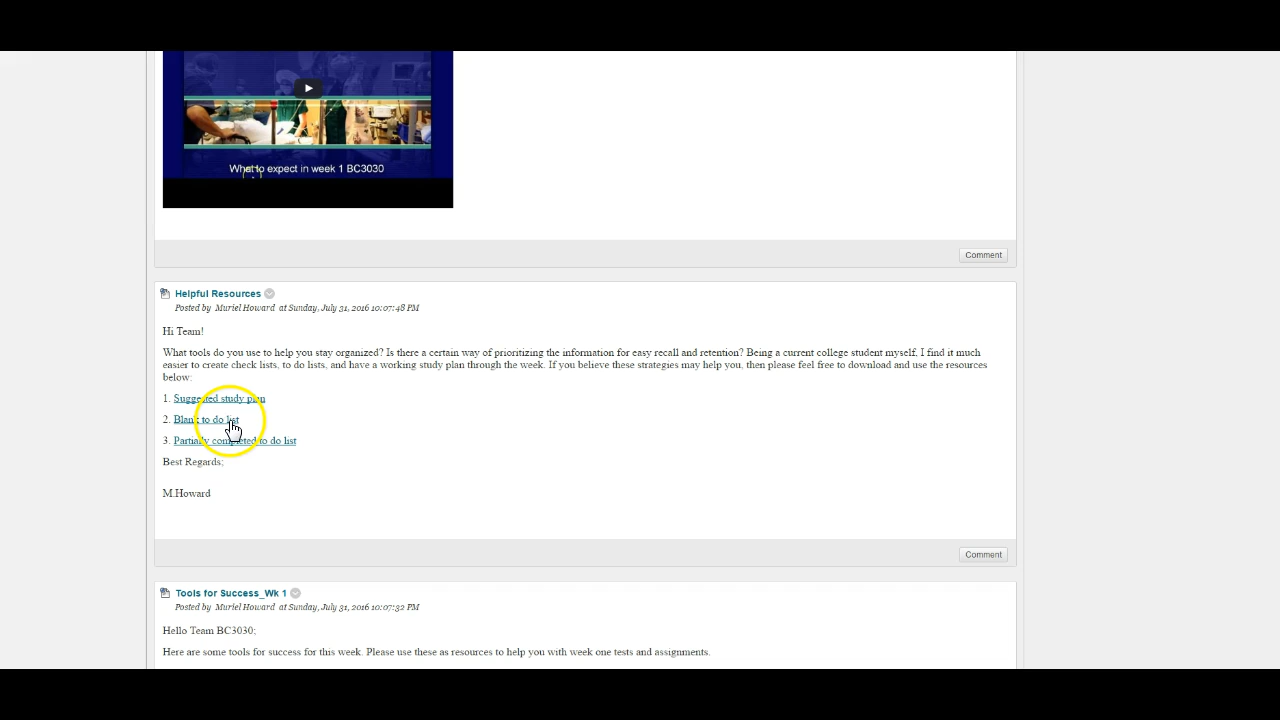 What to expect in week 1 BC3030
Comment
Helpful Resources
Posted by Muriel Howard at Sunday, July 31, 2016 10:07:48 PM
Hi Team!
What tools do you use to help you stay organized? Is there a certain way of prioritizing the information for easy recall and retention? Being a current college student myself, I find it much
easier to create check lists, to do lists, and have a working study plan through the week. If you believe these strategies may help you, then please feel free to download and use the resources
below:
1. Suggested study plan
2. Blank to do list
3. Partially completed to do list
Best Regards;
M.Howard
Comment
Tools for Success_Wk 1
Posted by Muriel Howard at Sunday, July 31, 2016 10:07:32 PM
Hello Team BC3030;
Here are some tools for success for this week. Please use these as resources to help you with week one tests and assignments.